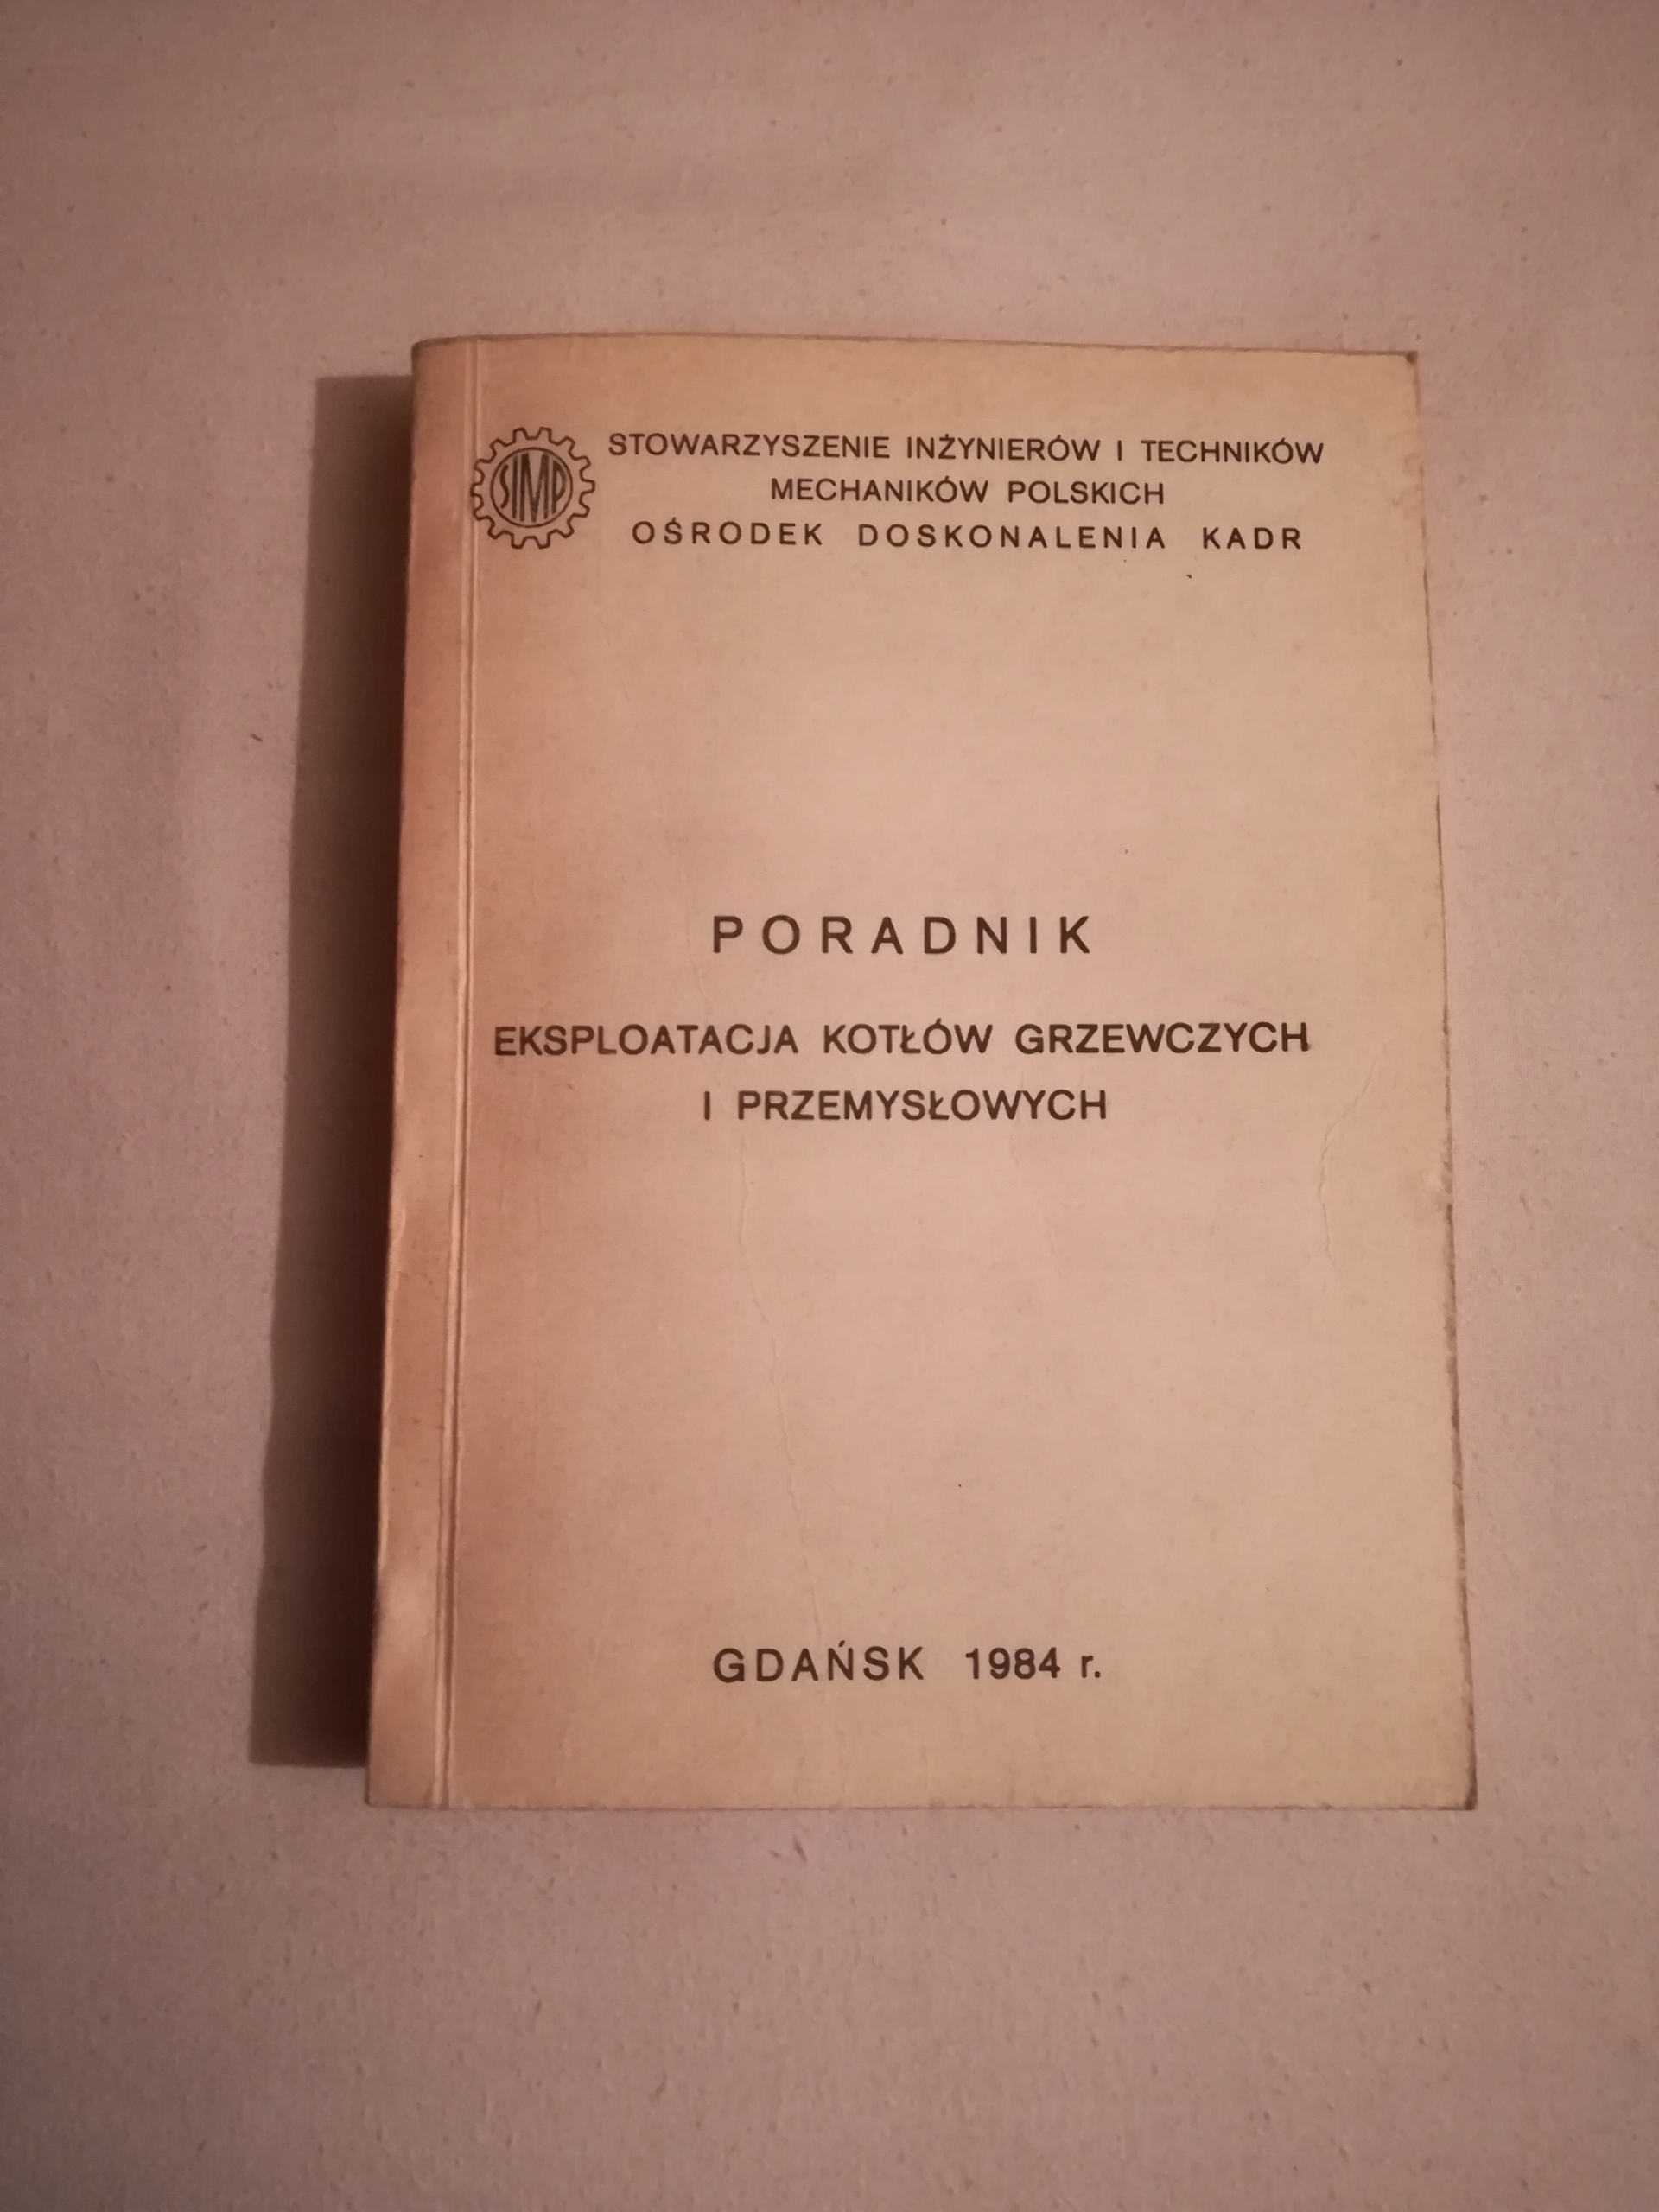 SIMP
STOWARZYSZENIE INŻYNIERÓW I TECHNIKÓW
MECHANIKÓW POLSKICH
OŚRODEK DOSKONALENIA KADR
PORADNIK
EKSPLOATACJA KOTŁÓW GRZEWCZYCH
I PRZEMYSŁOWYCH
GDAŃSK 1984 r.